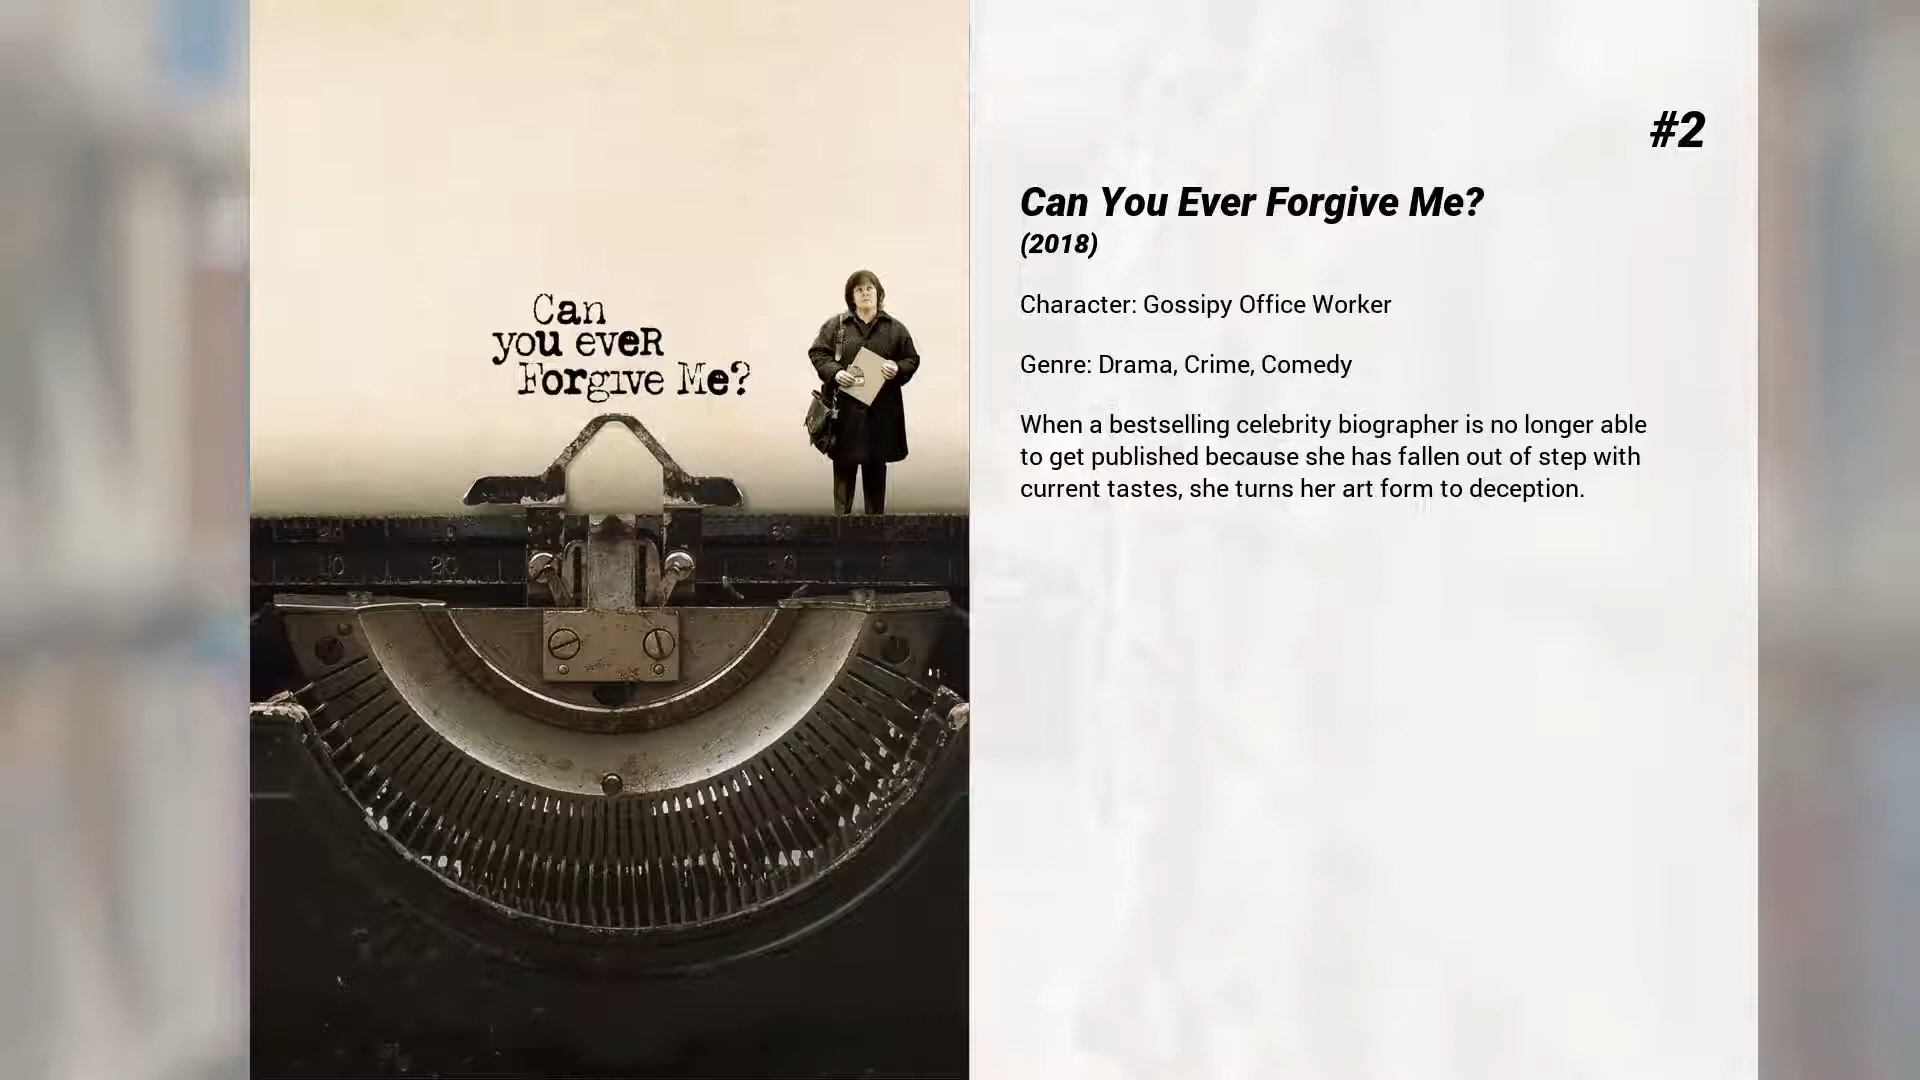 Can
you eveR
Forgive Me?
#2
Can You Ever Forgive Me?
(2018)
Character: Gossipy Office Worker
Genre: Drama, Crime, Comedy
When a bestselling celebrity biographer is no longer able
to get published because she has fallen out of step with
current tastes, she turns her art form to deception.